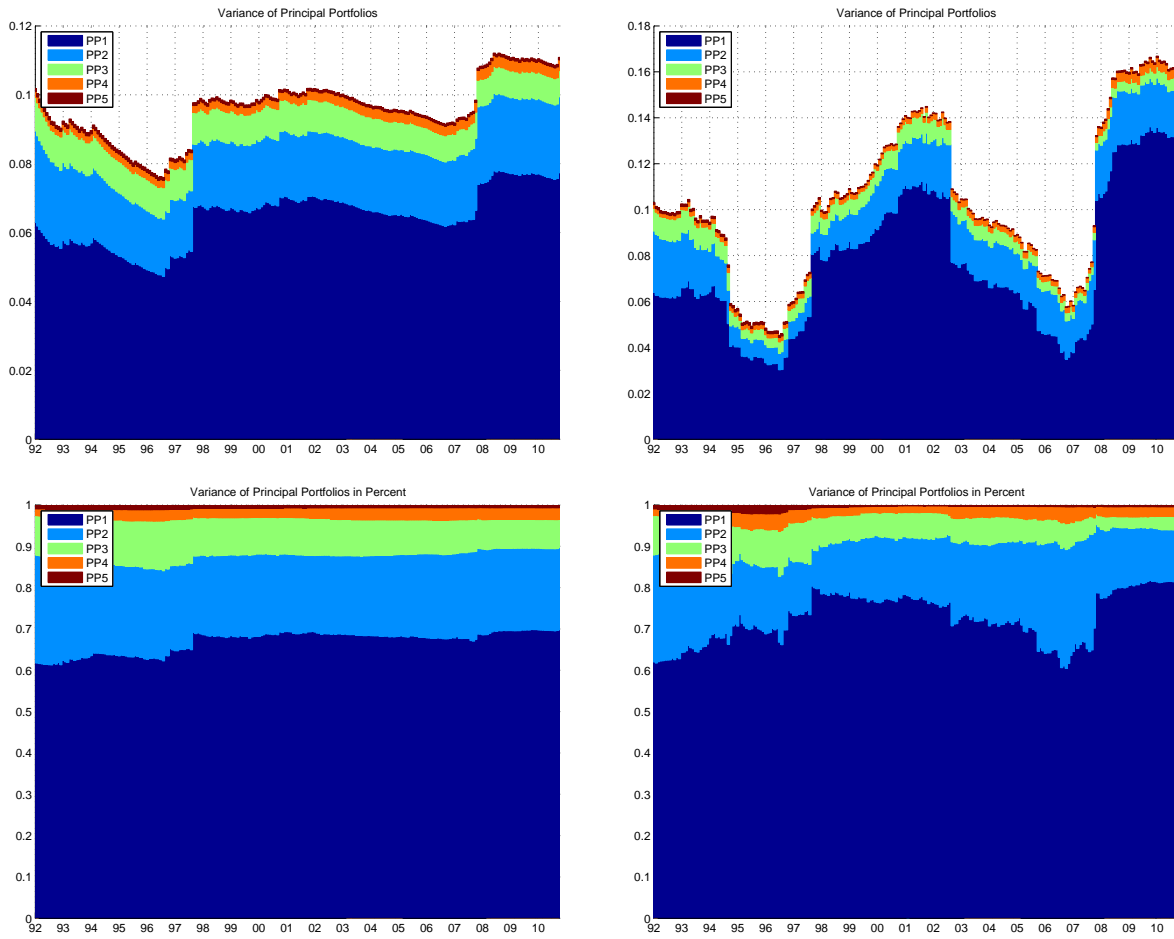 Variance of Principal Portfolios
0.12
0.1
0.08
0.06
0.04
0.02
0
PP1
PP2
PP3
PP4
PP5
92 93 94 95 96 97 98 99 00 01 02 03 04 05 06 07 08 09 10
Variance of Principal Portfolios
0.18
0.16
0.14
0.12
0.1
0.08
0.06
0.04
0.02
0
PP1
PP2
PP3
PP4
PP5
92 93 94 95 96 97 98 99 00 01 02 03 04 05 06 07 08 09 10
Variance of Principal Portfolios in Percent
1
0.9
0.8
0.7
0.6
0.5
0.4
0.3
0.2
0.1
0
PP1
PP2
PP3
PP4
PP5
92 93 94 95 96 97 98 99 00 01 02 03 04 05 06 07 08 09 10
Variance of Principal Portfolios in Percent
1
0.9
0.8
0.7
0.6
0.5
0.4
0.3
0.2
0.1
0
PP1
PP2
PP3
PP4
PP5
92 93 94 95 96 97 98 99 00 01 02 03 04 05 06 07 08 09 10